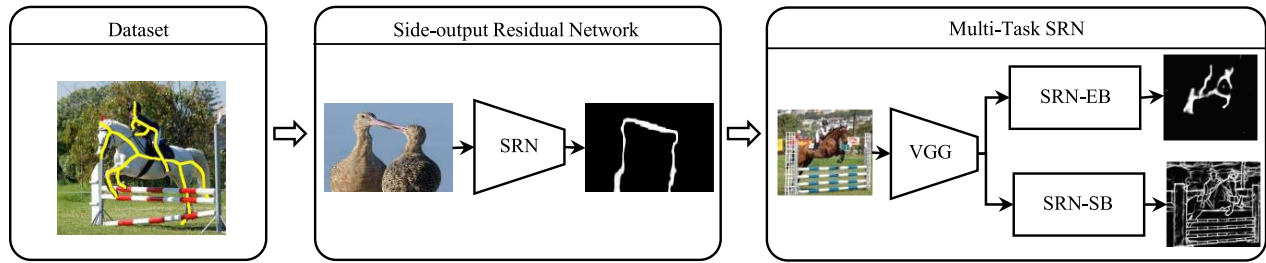 Dataset
Side-output Residual Network
SRN
Multi-Task SRN
VGG
SRN-EB
SRN-SB